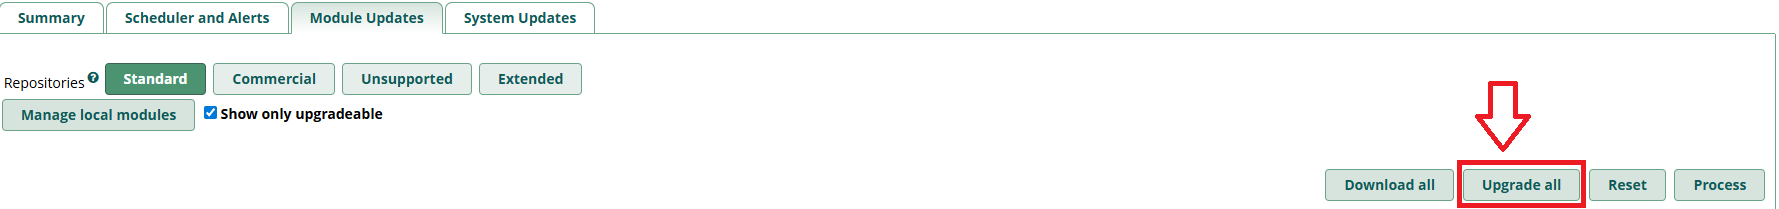 Summary Scheduler and Alerts Module Updates System Updates
Repositories ? Standard Commercial Unsupported Extended
Manage local modules Show only upgradeable
Download all Upgrade all Reset Process